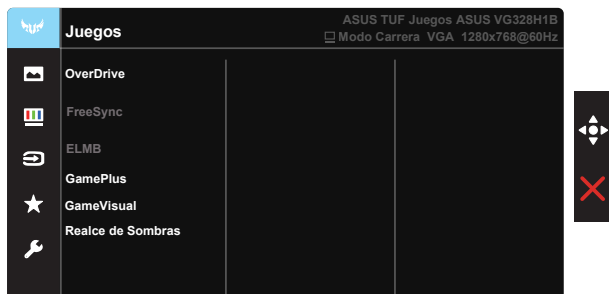 Juegos
ASUS TUF Juegos ASUS VG328H1B
Modo Carrera VGA 1280x768@60Hz
OverDrive
FreeSync
ELMB
GamePlus
GameVisual
Realce de Sombras